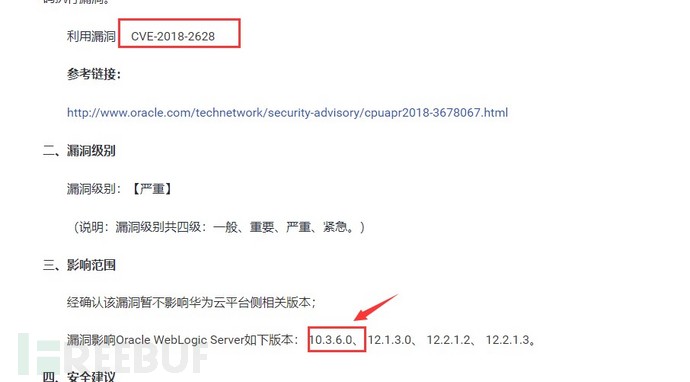 码执行漏洞。
利用漏洞 CVE-2018-2628
参考链接：
http://www.oracle.com/technetwork/security-advisory/cpuapr2018-3678067.html
二、漏洞级别
漏洞级别：【严重】
（说明：漏洞级别共四级：一般、重要、严重、紧急。）
三、影响范围
经确认该漏洞暂不影响华为云平台侧相关版本；
漏洞影响Oracle WebLogic Server如下版本： 10.3.6.0、 12.1.3.0、 12.2.1.2、 12.2.1.3。
四、安全建议
FREEBUF